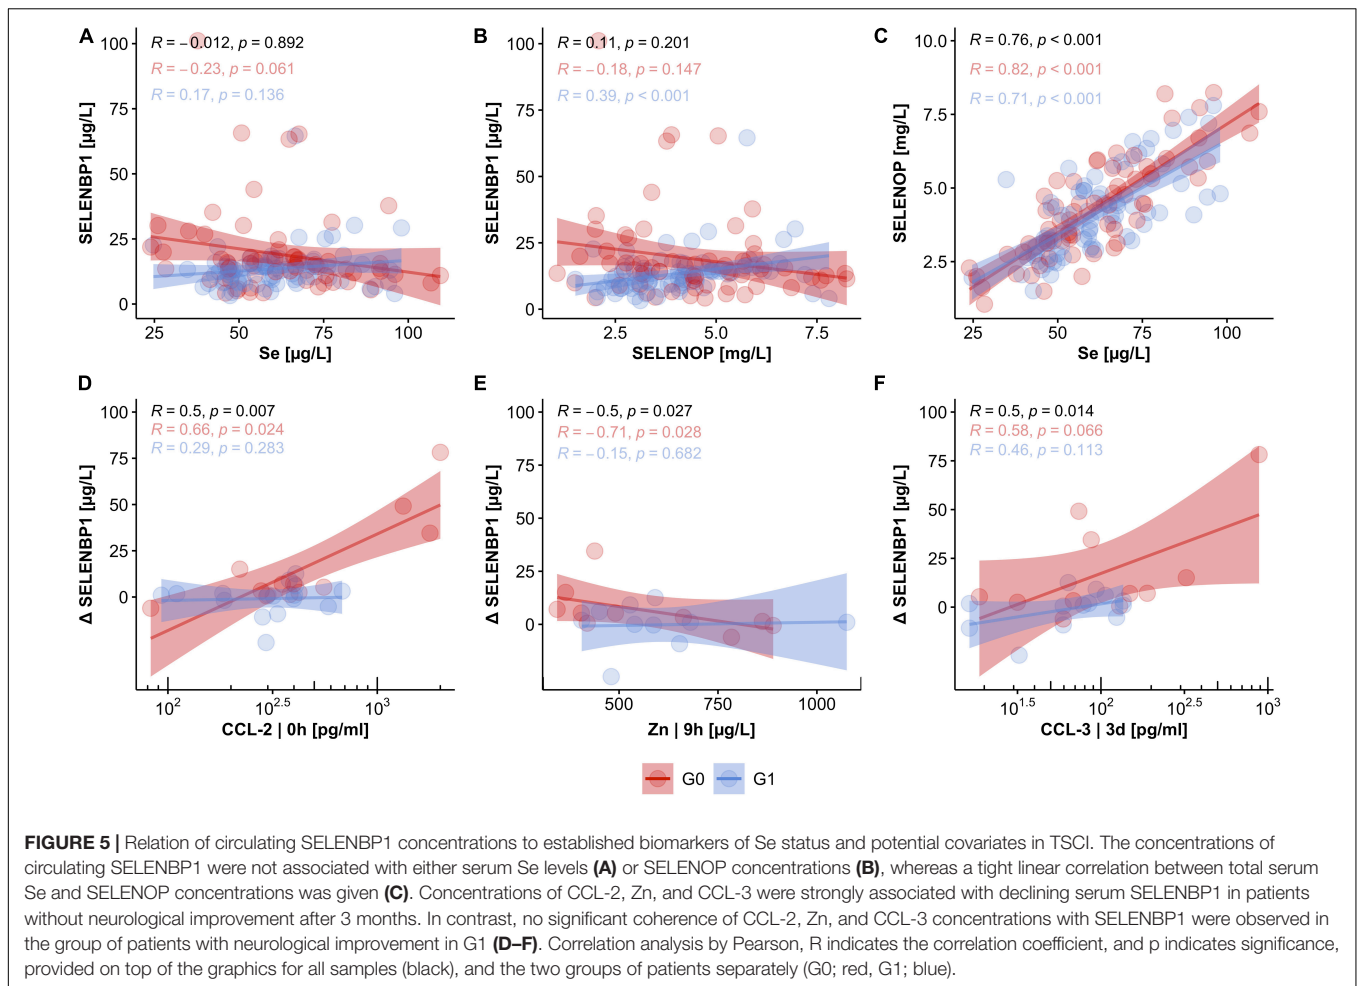 A
R = −0.012, p = 0.892
R = −0.23, p = 0.061
R = 0.17, p = 0.136
SELENBP1 [µg/L]
100
75
50
25
0
25 50 75 100
Se [µg/L]
B
R = 0.11, p = 0.201
R = −0.18, p = 0.147
R = 0.39, p < 0.001
SELENBP1 [µg/L]
100
75
50
25
0
2.5 5.0 7.5
SELENOP [mg/L]
C
R = 0.76, p < 0.001
R = 0.82, p < 0.001
R = 0.71, p < 0.001
SELENOP [mg/L]
10.0
7.5
5.0
2.5
25 50 75 100
Se [µg/L]
D
R = 0.5, p = 0.007
R = 0.66, p = 0.024
R = 0.29, p = 0.283
Δ SELENBP1 [µg/L]
100
75
50
25
0
10^2 10^2.5 10^3
CCL-2 | 0h [pg/ml]
E
R = −0.5, p = 0.027
R = −0.71, p = 0.028
R = −0.15, p = 0.682
Δ SELENBP1 [µg/L]
100
75
50
25
0
500 750 1000
Zn | 9h [µg/L]
F
R = 0.5, p = 0.014
R = 0.58, p = 0.066
R = 0.46, p = 0.113
Δ SELENBP1 [µg/L]
100
75
50
25
0
10^1.5 10^2 10^2.5 10^3
CCL-3 | 3d [pg/ml]
G0 G1
FIGURE 5 | Relation of circulating SELENBP1 concentrations to established biomarkers of Se status and potential covariates in TSCI. The concentrations of
circulating SELENBP1 were not associated with either serum Se levels (A) or SELENOP concentrations (B), whereas a tight linear correlation between total serum
Se and SELENOP concentrations was given (C). Concentrations of CCL-2, Zn, and CCL-3 were strongly associated with declining serum SELENBP1 in patients
without neurological improvement after 3 months. In contrast, no significant coherence of CCL-2, Zn, and CCL-3 concentrations with SELENBP1 were observed in
the group of patients with neurological improvement in G1 (D–F). Correlation analysis by Pearson, R indicates the correlation coefficient, and p indicates significance,
provided on top of the graphics for all samples (black), and the two groups of patients separately (G0; red, G1; blue).